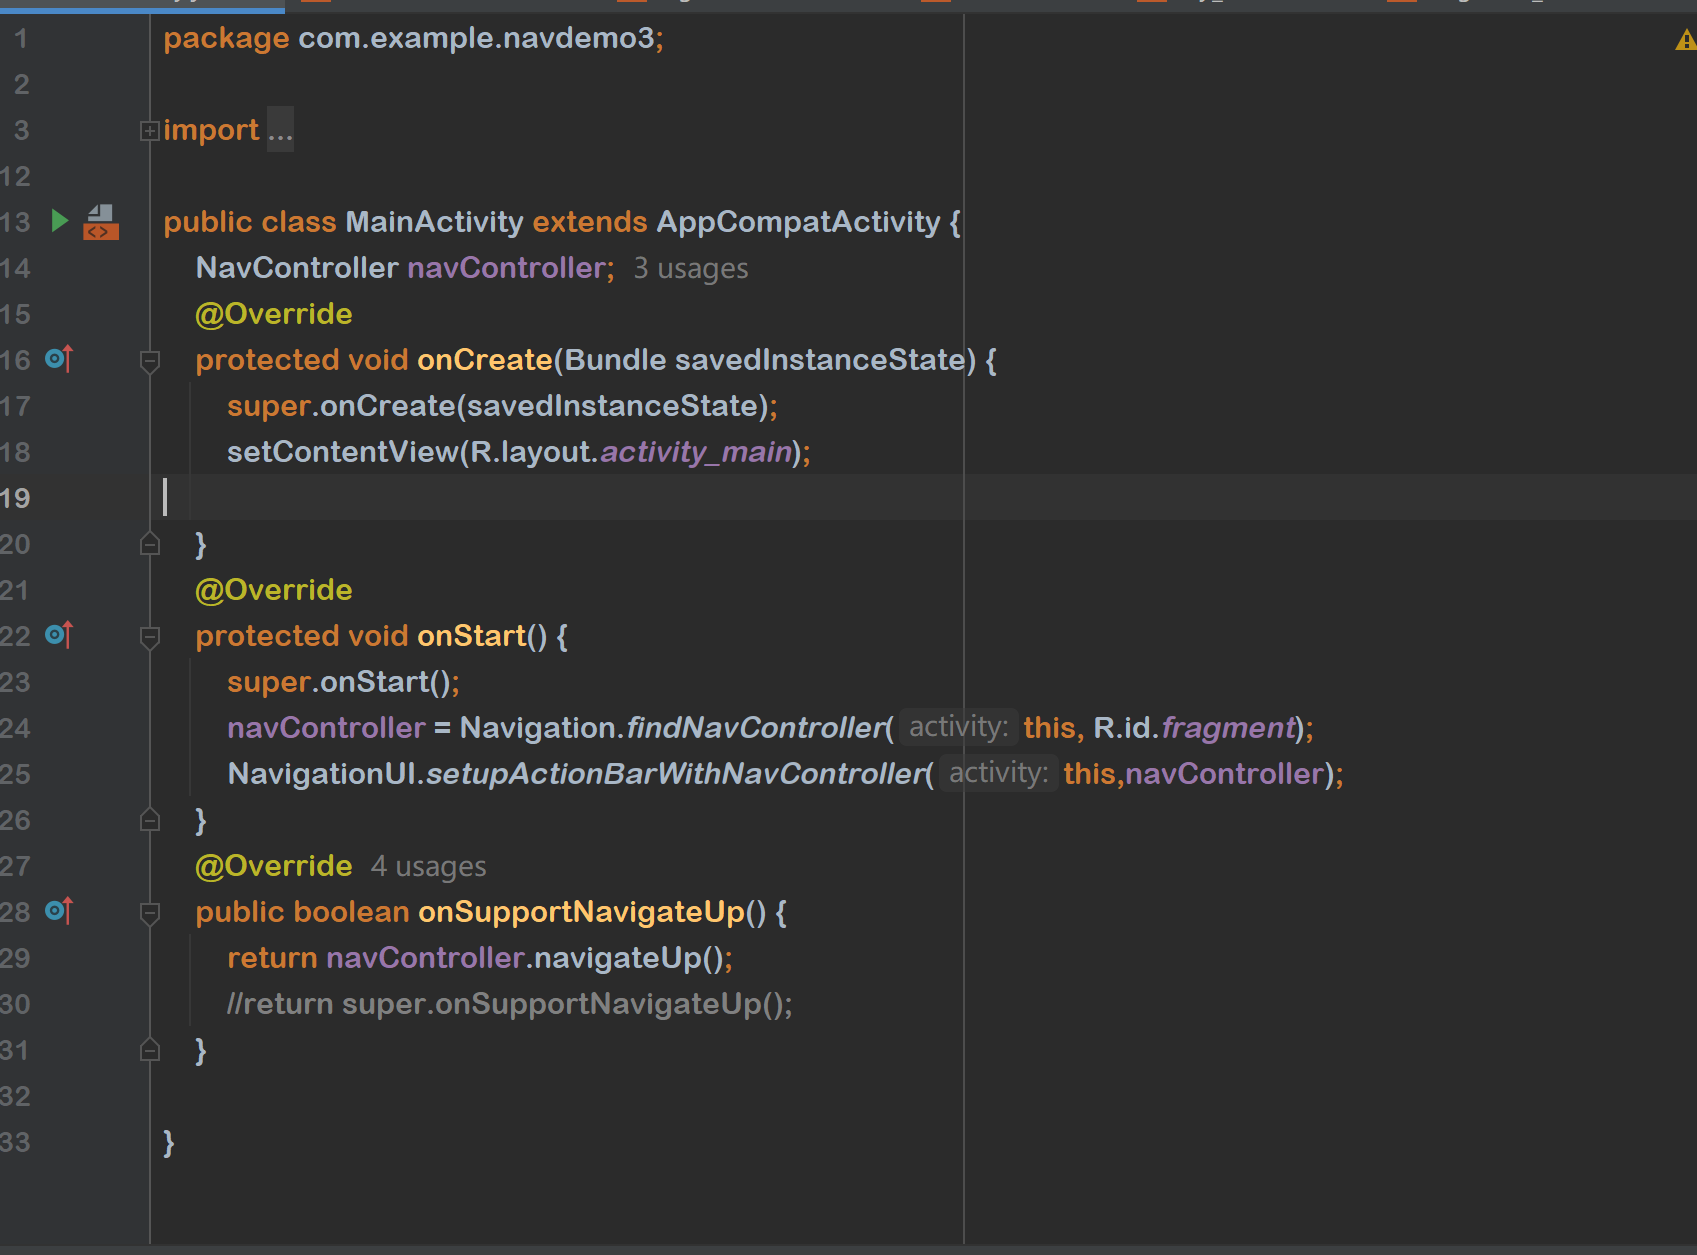 1 package com.example.navdemo3;
2
3 import ...
12
13 public class MainActivity extends AppCompatActivity {
14 NavController navController; 3 usages
15 @Override
16 protected void onCreate(Bundle savedInstanceState) {
17 super.onCreate(savedInstanceState);
18 setContentView(R.layout.activity_main);
19
20 }
21 @Override
22 protected void onStart() {
23 super.onStart();
24 navController = Navigation.findNavController( activity: this, R.id.fragment);
25 NavigationUI.setupActionBarWithNavController( activity: this,navController);
26 }
27 @Override 4 usages
28 public boolean onSupportNavigateUp() {
29 return navController.navigateUp();
30 //return super.onSupportNavigateUp();
31 }
32
33 }